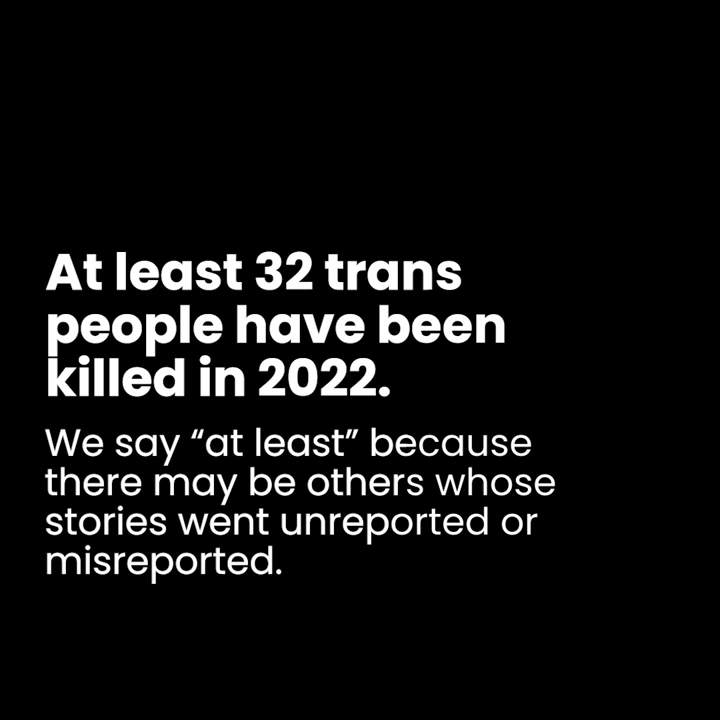 At least 32 trans
people have been
killed in 2022.
We say “at least” because
there may be others whose
stories went unreported or
misreported.